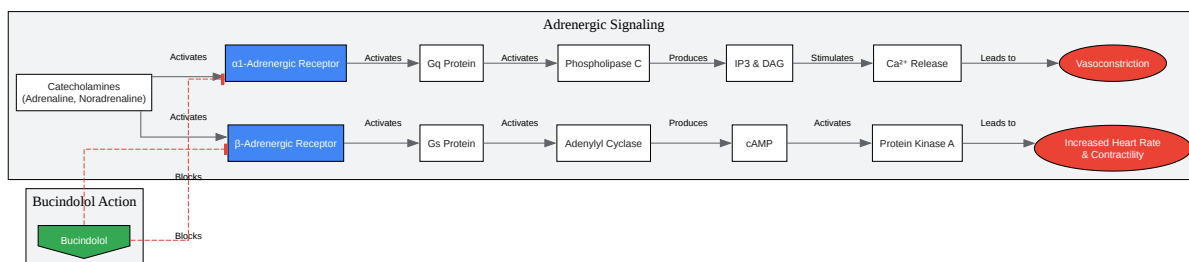 Adrenergic Signaling
Activates
α1-Adrenergic Receptor
Activates
Gq Protein
Activates
Phospholipase C
Produces
IP3 & DAG
Stimulates
Ca²⁺ Release
Leads to
Vasoconstriction
Catecholamines
(Adrenaline, Noradrenaline)
Activates
β-Adrenergic Receptor
Activates
Gs Protein
Activates
Adenylyl Cyclase
Produces
cAMP
Activates
Protein Kinase A
Leads to
Increased Heart Rate
& Contractility
Blocks
Bucindolol Action
Bucindolol
Blocks